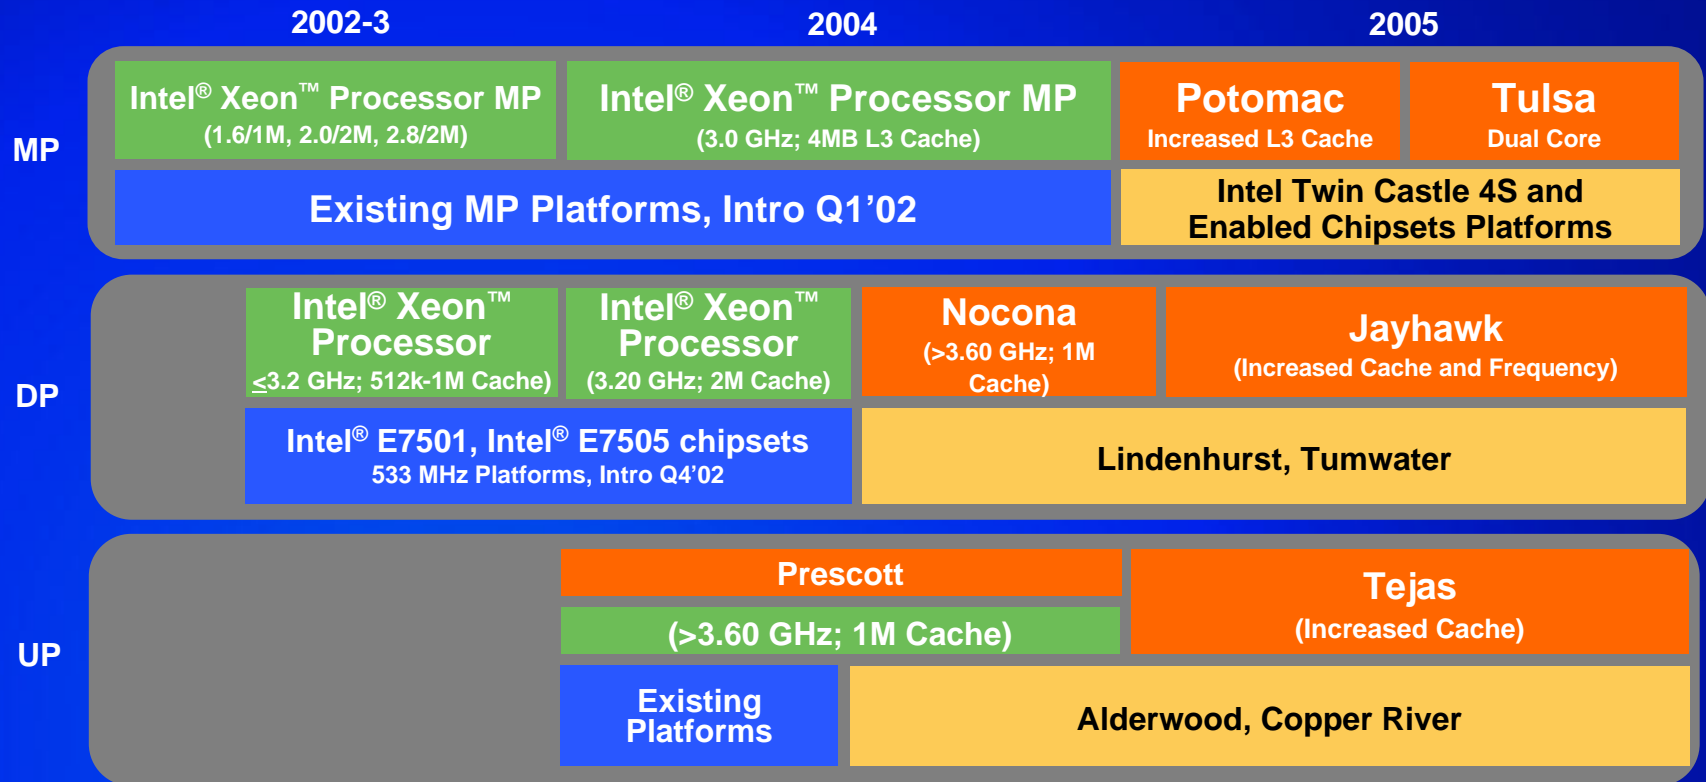 2002-3
2004
2005
MP
Intel® Xeon™ Processor MP
(1.6/1M, 2.0/2M, 2.8/2M)
Intel® Xeon™ Processor MP
(3.0 GHz; 4MB L3 Cache)
Potomac
Increased L3 Cache
Tulsa
Dual Core
Existing MP Platforms, Intro Q1’02
Intel Twin Castle 4S and
Enabled Chipsets Platforms
DP
Intel® Xeon™
Processor
<3.2 GHz; 512k-1M Cache)
Intel® Xeon™
Processor
(3.20 GHz; 2M Cache)
Nocona
(>3.60 GHz; 1M
Cache)
Jayhawk
(Increased Cache and Frequency)
Intel® E7501, Intel® E7505 chipsets
533 MHz Platforms, Intro Q4’02
Lindenhurst, Tumwater
UP
Prescott
(>3.60 GHz; 1M Cache)
Tejas
(Increased Cache)
Existing
Platforms
Alderwood, Copper River